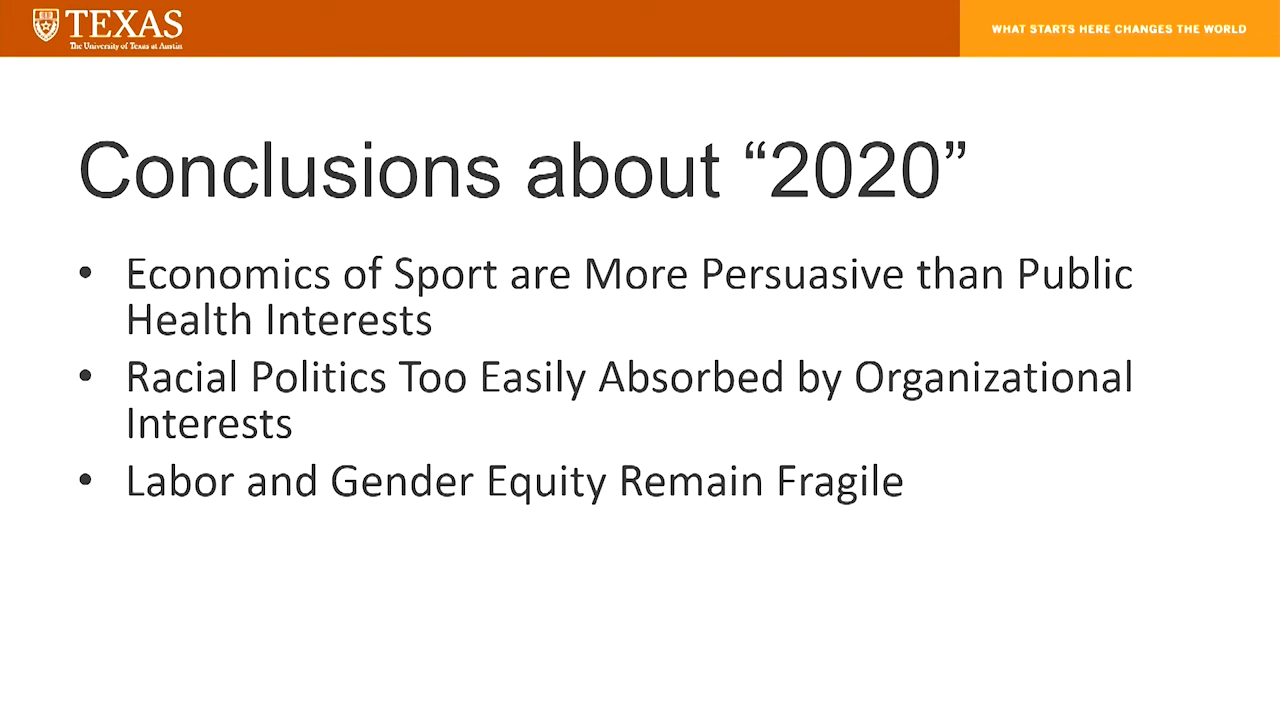 TEXAS
The University of Texas at Austin
WHAT STARTS HERE CHANGES THE WORLD
Conclusions about “2020”
• Economics of Sport are More Persuasive than Public
Health Interests
• Racial Politics Too Easily Absorbed by Organizational
Interests
• Labor and Gender Equity Remain Fragile